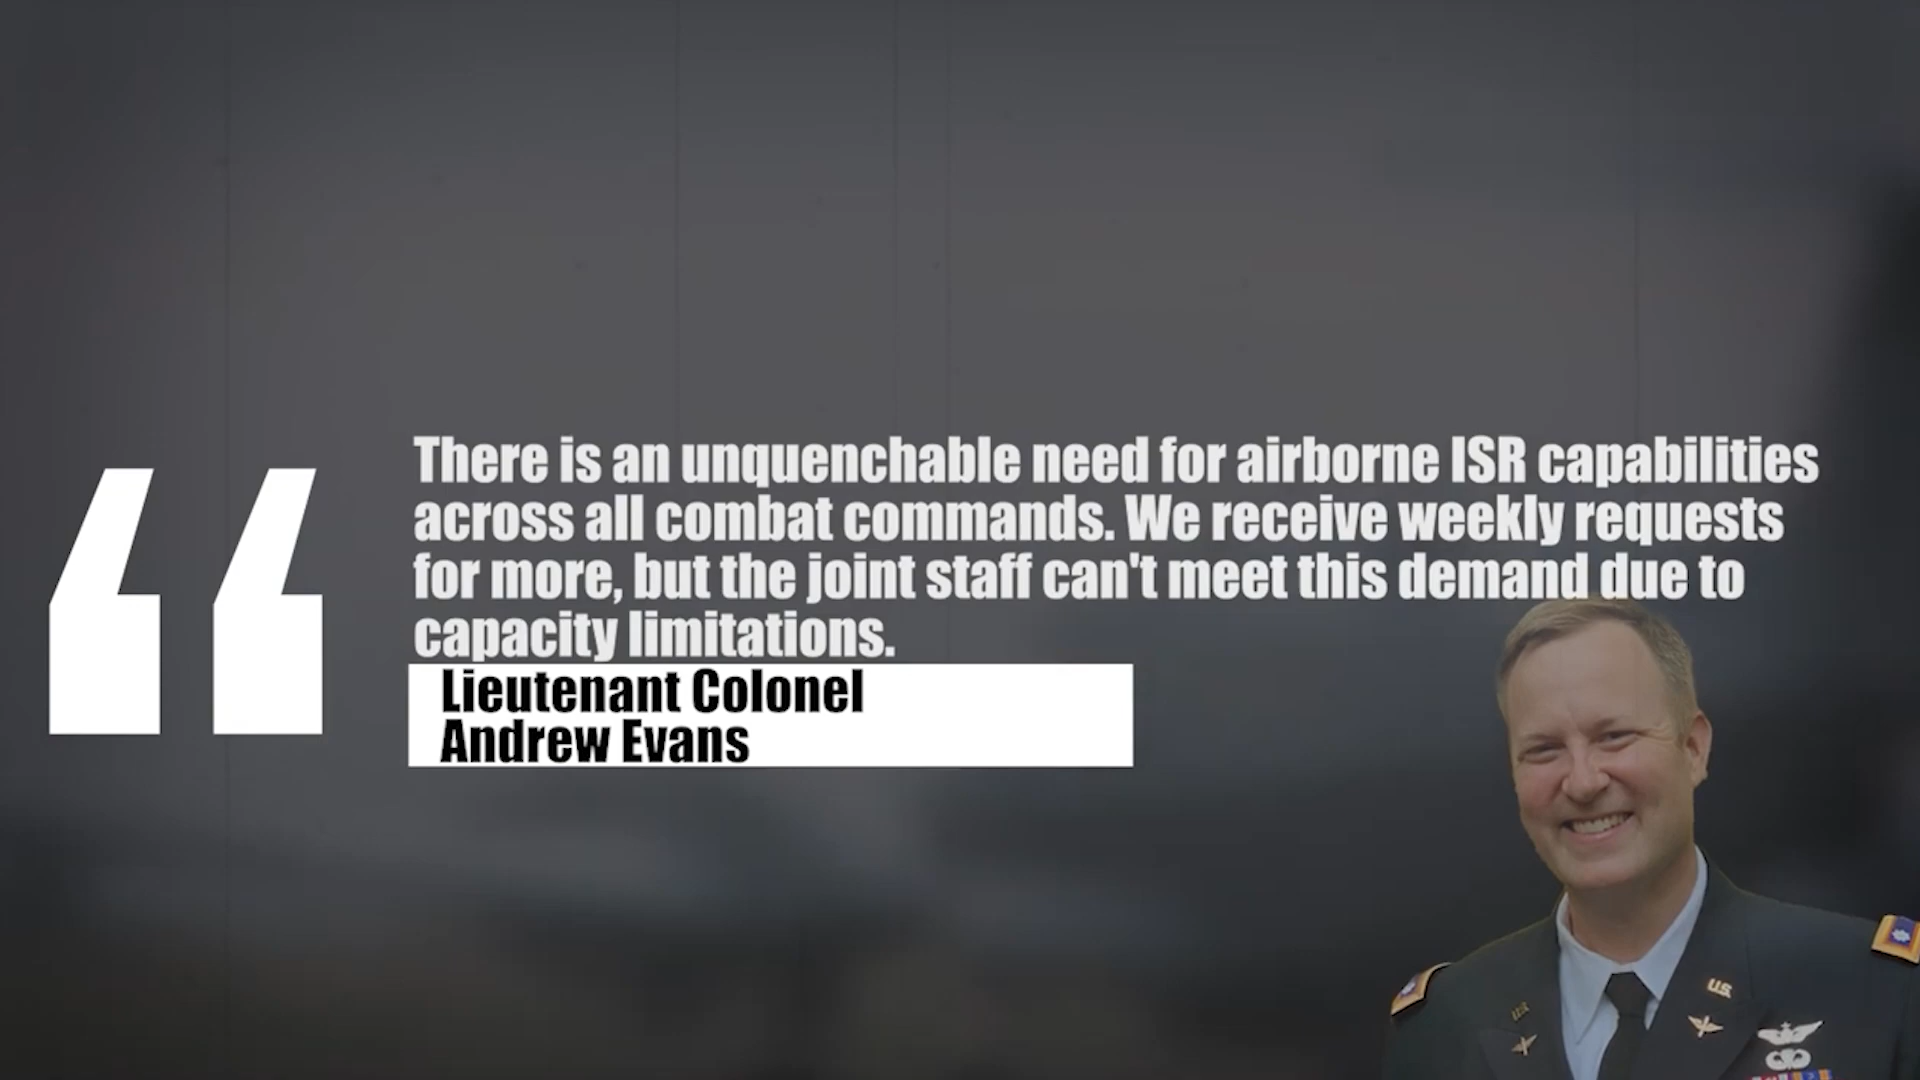 “
There is an unquenchable need for airborne ISR capabilities
across all combat commands. We receive weekly requests
for more, but the joint staff can't meet this demand due to
capacity limitations.
Lieutenant Colonel
Andrew Evans
U.S.